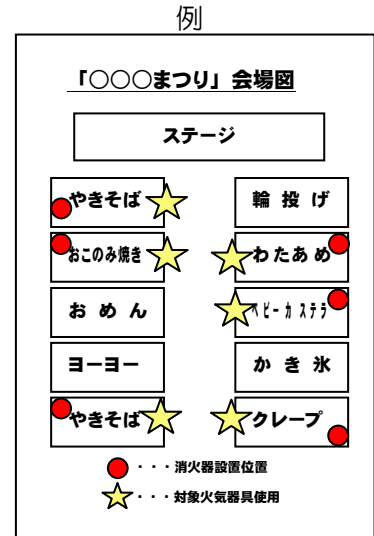 例
「○○○まつり」会場図
ステージ
やきそば
輪投げ
おこのみ焼き
わたあめ
おめん
ベビーカステラ
ヨーヨー
かき氷
やきそば
クレープ
・・・消火器設置位置
・・・対象火気器具使用